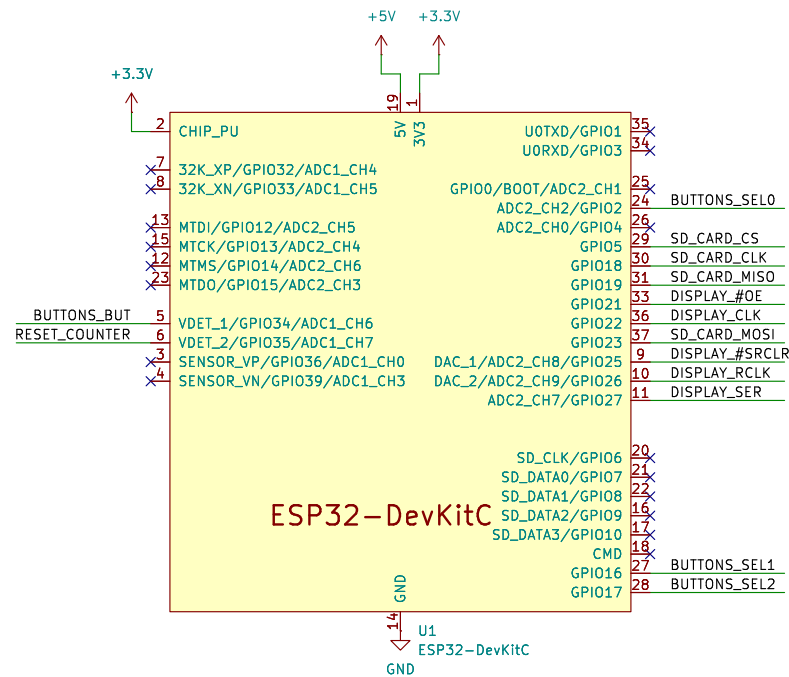 +5V
+3.3V
+3.3V
19
1
2
CHIP_PU
5V
3V3
U0TXD/GPIO1
35
U0RXD/GPIO3
34
7
32K_XP/GPIO32/ADC1_CH4
8
32K_XN/GPIO33/ADC1_CH5
GPIO0/BOOT/ADC2_CH1
25
ADC2_CH2/GPIO2
24
BUTTONS_SEL0
13
MTDI/GPIO12/ADC2_CH5
ADC2_CH0/GPIO4
26
15
MTCK/GPIO13/ADC2_CH4
GPIO5
29
SD_CARD_CS
12
MTMS/GPIO14/ADC2_CH6
GPIO18
30
SD_CARD_CLK
23
MTDO/GPIO15/ADC2_CH3
GPIO19
31
SD_CARD_MISO
GPIO21
33
DISPLAY_#OE
BUTTONS_BUT
5
VDET_1/GPIO34/ADC1_CH6
GPIO22
36
DISPLAY_CLK
RESET_COUNTER
6
VDET_2/GPIO35/ADC1_CH7
GPIO23
37
SD_CARD_MOSI
3
SENSOR_VP/GPIO36/ADC1_CH0
DAC_1/ADC2_CH8/GPIO25
9
DISPLAY_#SRCLR
4
SENSOR_VN/GPIO39/ADC1_CH3
DAC_2/ADC2_CH9/GPIO26
10
DISPLAY_RCLK
ADC2_CH7/GPIO27
11
DISPLAY_SER
SD_CLK/GPIO6
20
SD_DATA0/GPIO7
21
SD_DATA1/GPIO8
22
ESP32-DevKitC
SD_DATA2/GPIO9
16
SD_DATA3/GPIO10
17
CMD
18
GPIO16
27
BUTTONS_SEL1
GPIO17
28
BUTTONS_SEL2
GND
14
U1
ESP32-DevKitC
GND